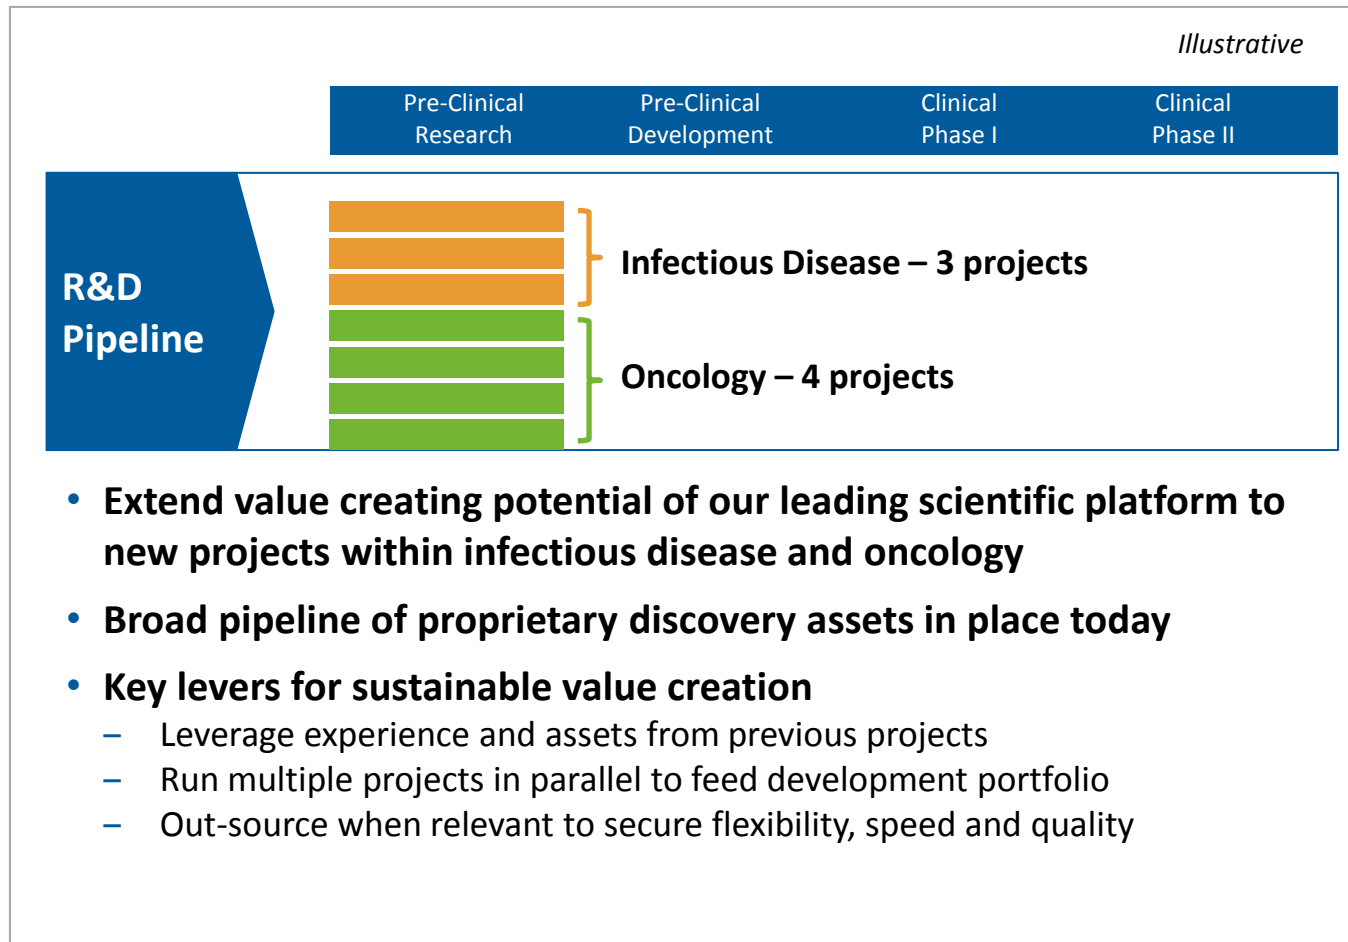 Illustrative
Pre-Clinical Research
Pre-Clinical Development
Clinical Phase I
Clinical Phase II
R&D
Pipeline
Infectious Disease – 3 projects
Oncology – 4 projects
• Extend value creating potential of our leading scientific platform to
new projects within infectious disease and oncology
• Broad pipeline of proprietary discovery assets in place today
• Key levers for sustainable value creation
– Leverage experience and assets from previous projects
– Run multiple projects in parallel to feed development portfolio
– Out-source when relevant to secure flexibility, speed and quality